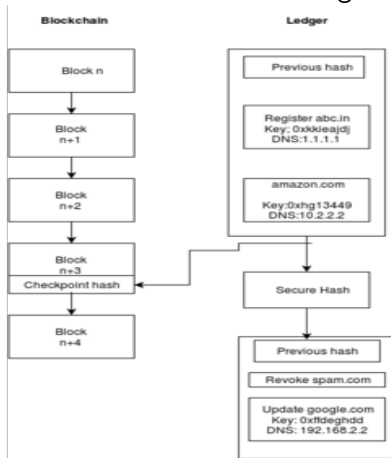 Blockchain
Block n
Block
n+1
Block
n+2
Block
n+3
Checkpoint hash
Block
n+4
Ledger
Previous hash
Register abc.in
Key; 0xkkieajdj
DNS:1.1.1.1
amazon.com
Key:0xhg13449
DNS:10.2.2.2
Secure Hash
Previous hash
Revoke spam.com
Update google.com
Key: 0xffdeghdd
DNS: 192.168.2.2